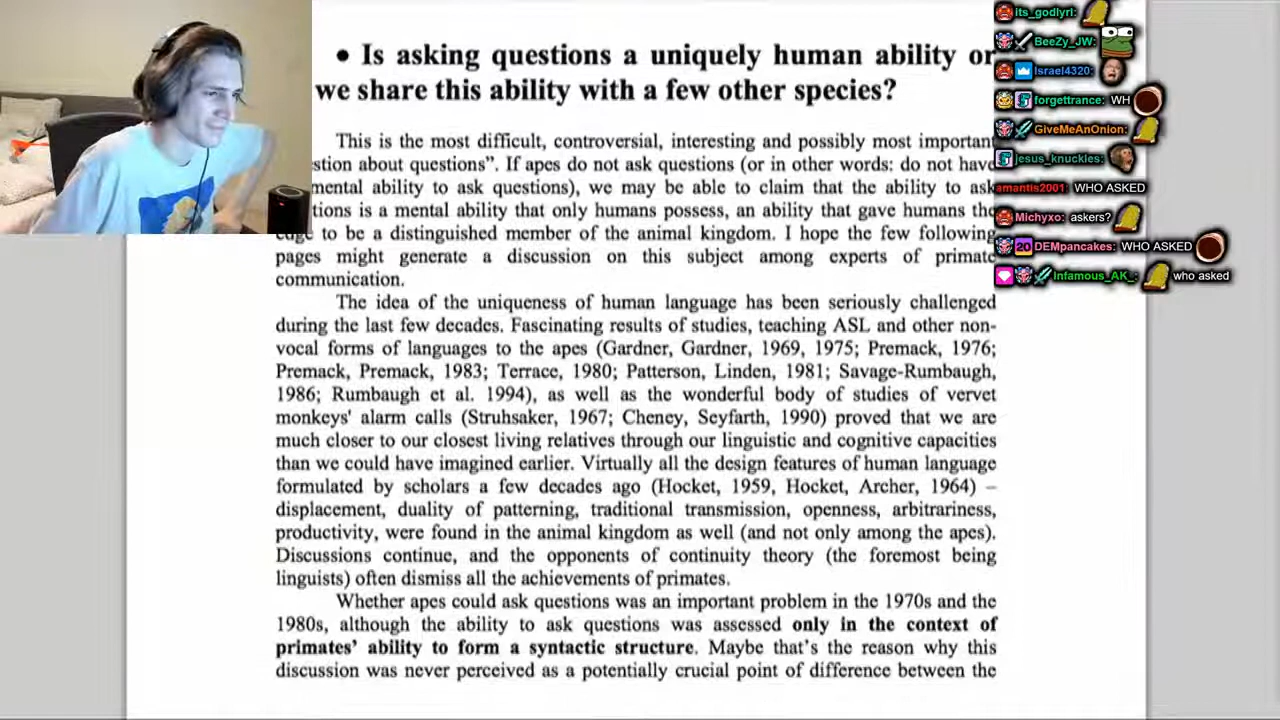 • Is asking questions a uniquely human ability or
we share this ability with a few other species?
This is the most difficult, controversial, interesting and possibly most important
stion about questions”. If apes do not ask questions (or in other words: do not have
mental ability to ask questions), we may be able to claim that the ability to ask
tions is a mental ability that only humans possess, an ability that gave humans the
edge to be a distinguished member of the animal kingdom. I hope the few following
pages might generate a discussion on this subject among experts of primate
communication.
The idea of the uniqueness of human language has been seriously challenged
during the last few decades. Fascinating results of studies, teaching ASL and other non-
vocal forms of languages to the apes (Gardner, Gardner, 1969, 1975; Premack, 1976;
Premack, Premack, 1983; Terrace, 1980; Patterson, Linden, 1981; Savage-Rumbaugh,
1986; Rumbaugh et al. 1994), as well as the wonderful body of studies of vervet
monkeys' alarm calls (Struhsaker, 1967; Cheney, Seyfarth, 1990) proved that we are
much closer to our closest living relatives through our linguistic and cognitive capacities
than we could have imagined earlier. Virtually all the design features of human language
formulated by scholars a few decades ago (Hocket, 1959, Hocket, Archer, 1964) –
displacement, duality of patterning, traditional transmission, openness, arbitrariness,
productivity, were found in the animal kingdom as well (and not only among the apes).
Discussions continue, and the opponents of continuity theory (the foremost being
linguists) often dismiss all the achievements of primates.
Whether apes could ask questions was an important problem in the 1970s and the
1980s, although the ability to ask questions was assessed only in the context of
primates’ ability to form a syntactic structure. Maybe that’s the reason why this
discussion was never perceived as a potentially crucial point of difference between the
its_godlyrl:
BeeZy_JW:
Israel4320:
forgettrance: WH
GiveMeAnOnion:
jesus_knuckles:
amantis2001: WHO ASKED
Michyxo: askers?
20 DEMpancakes: WHO ASKED
Infamous_AK_: who asked